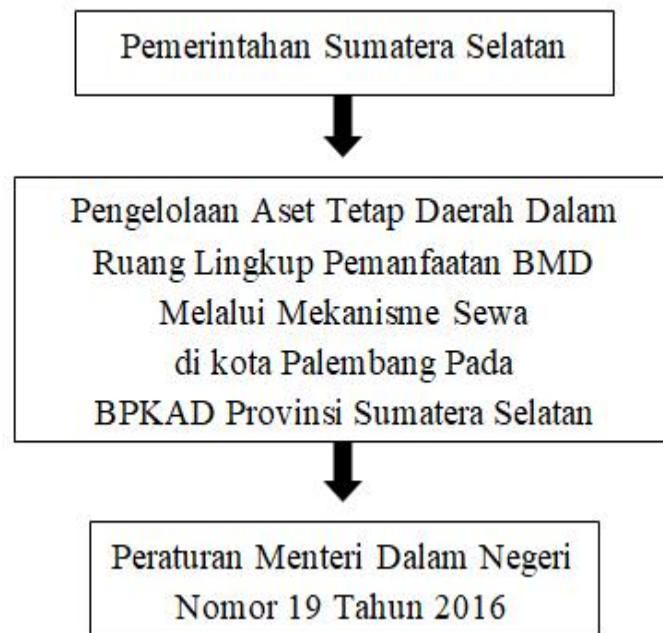 Pemerintahan Sumatera Selatan
Pengelolaan Aset Tetap Daerah Dalam
Ruang Lingkup Pemanfaatan BMD
Melalui Mekanisme Sewa
di kota Palembang Pada
BPKAD Provinsi Sumatera Selatan
Peraturan Menteri Dalam Negeri
Nomor 19 Tahun 2016